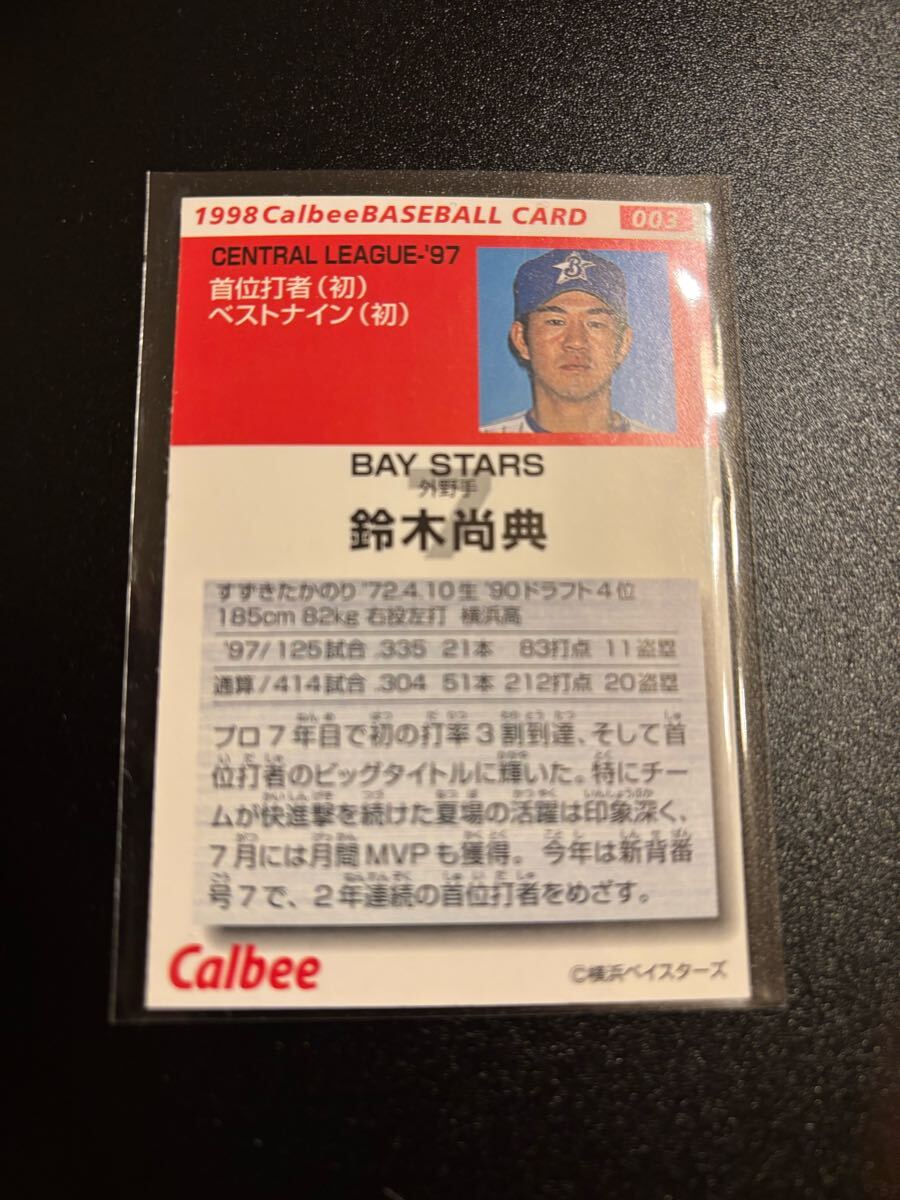 1998 Calbee BASEBALL CARD 003
CENTRAL LEAGUE-'97
首位打者(初)
ベストナイン(初)
BAY STARS
外野手
7
鈴木尚典
すずきたかのり '72.4.10生 '90ドラフト4位
185cm 82kg 右投左打 横浜高
'97/125試合 .335 21本 83打点 11盗塁
通算/414試合 .304 51本 212打点 20盗塁
プロ7年目で初の打率3割到達、そして首
位打者のビッグタイトルに輝いた。特にチー
ムが快進撃を続けた夏場の活躍は印象深く、
7月には月間MVPも獲得。今年は新背番
号7で、2年連続の首位打者をめざす。
Calbee
©横浜ベイスターズ